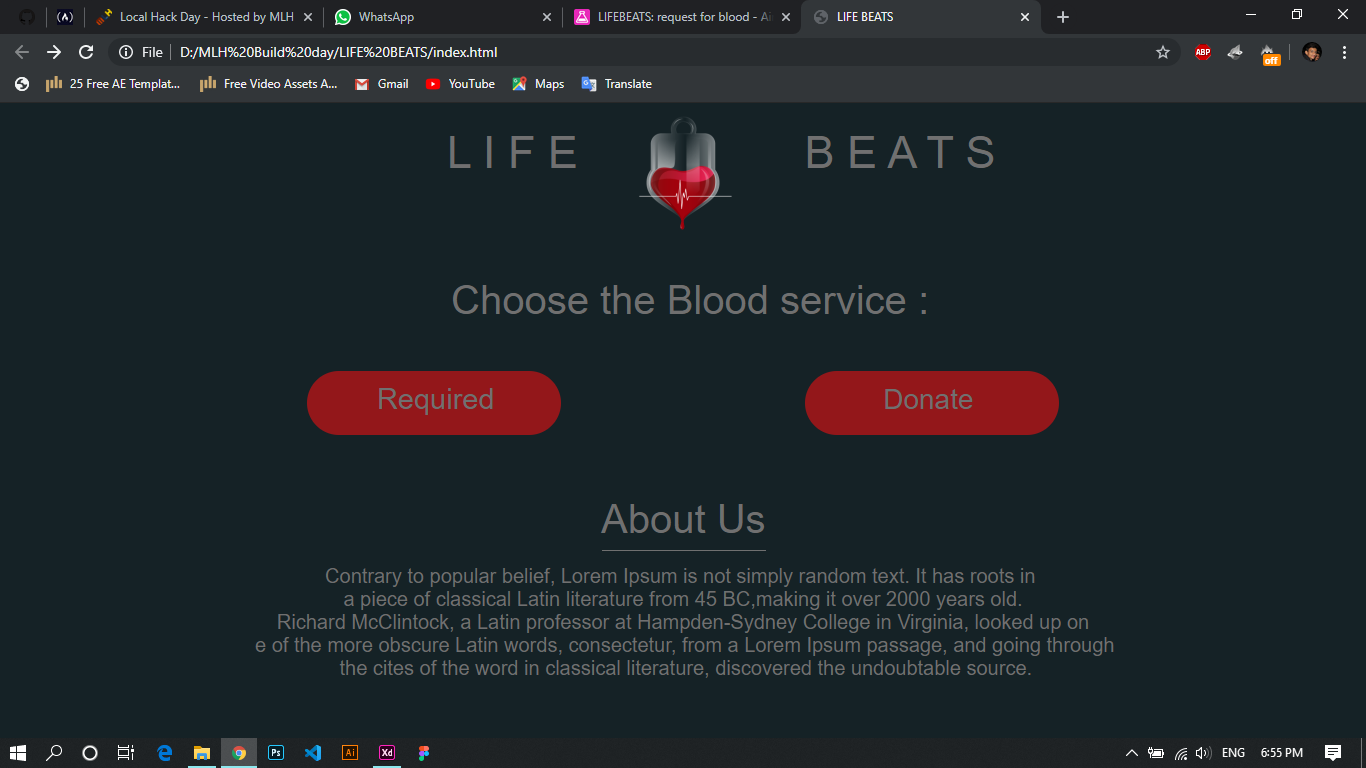 Local Hack Day - Hosted by MLH
WhatsApp
LIFEBEATS: request for blood - Ai
LIFE BEATS
File
D:/MLH%20Build%20day/LIFE%20BEATS/index.html
ABP
off
25 Free AE Templat...
Free Video Assets A...
Gmail
YouTube
Maps
Translate
LIFE BEATS
Choose the Blood service :
Required
Donate
About Us
Contrary to popular belief, Lorem Ipsum is not simply random text. It has roots in
a piece of classical Latin literature from 45 BC,making it over 2000 years old.
Richard McClintock, a Latin professor at Hampden-Sydney College in Virginia, looked up on
e of the more obscure Latin words, consectetur, from a Lorem Ipsum passage, and going through
the cites of the word in classical literature, discovered the undoubtable source.
Ps
Ai
Xd
ENG
6:55 PM